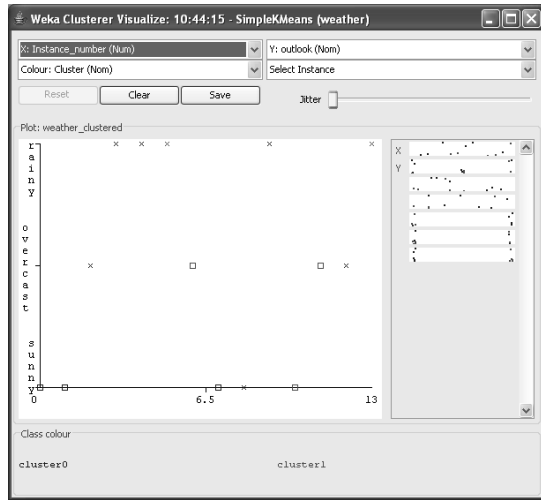 Weka Clusterer Visualize: 10:44:15 - SimpleKMeans (weather)
X: Instance_number (Num)
Y: outlook (Nom)
Colour: Cluster (Nom)
Select Instance
Reset
Clear
Save
Jitter
Plot: weather_clustered
rainy
overcast
sunny
0
6.5
13
X
Y
Class colour
cluster0
cluster1